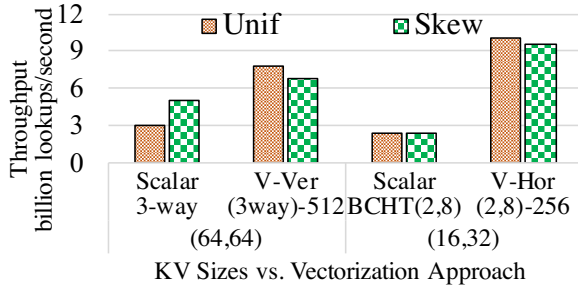 Throughput
billion lookups/second
12
9
6
3
0
Unif Skew
Scalar V-Ver Scalar V-Hor
3-way (3way)-512 BCHT(2,8) (2,8)-256
(64,64) (16,32)
KV Sizes vs. Vectorization Approach